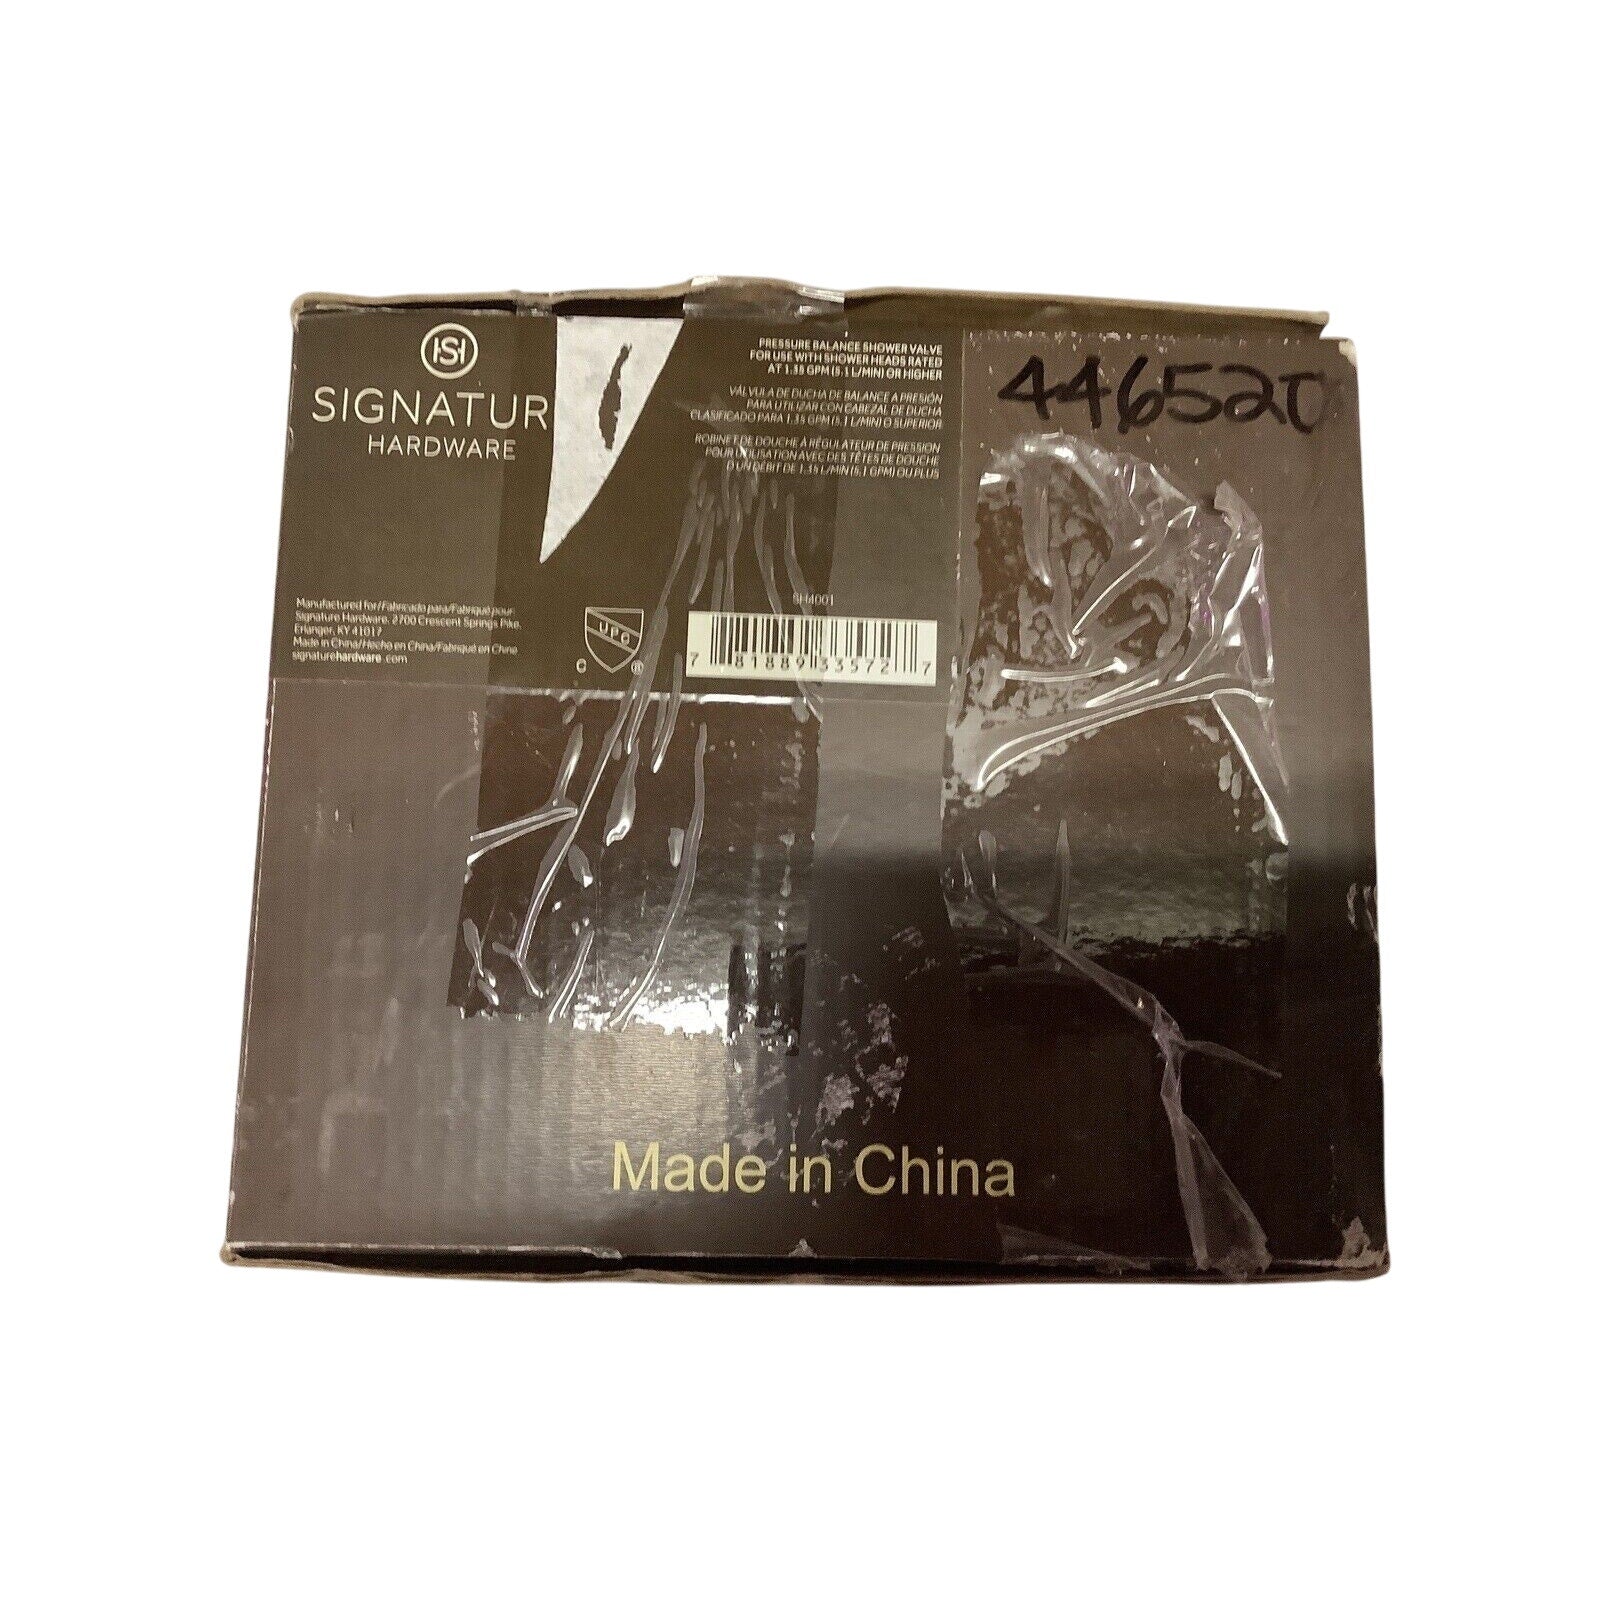 SIGNATUR
HARDWARE
PRESSURE BALANCE SHOWER VALVE
FOR USE WITH SHOWER HEADS RATED
AT 1.35 GPM (5.1 L/MIN) OR HIGHER
VÁLVULA DE DUCHA DE BALANCE A PRESIÓN
PARA UTILIZAR CON CABEZAL DE DUCHA
CLASIFICADO PARA 1,35 GPM (5,1 L/MIN) O SUPERIOR
ROBINET DE DOUCHE À RÉGULATEUR DE PRESSION
POUR UTILISATION AVEC DES TÊTES DE DOUCHE
D'UN DÉBIT DE 1,35 L/MIN (5,1 GPM) OU PLUS
446520
Manufactured for/Fabricado para/Fabriqué pour:
Signature Hardware, 2700 Crescent Springs Pike,
Erlanger, KY 41017
Made in China/Hecho en China/Fabriqué en Chine
signaturehardware.com
UPC
C ®
SH4001
7 81889 33572 7
Made in China